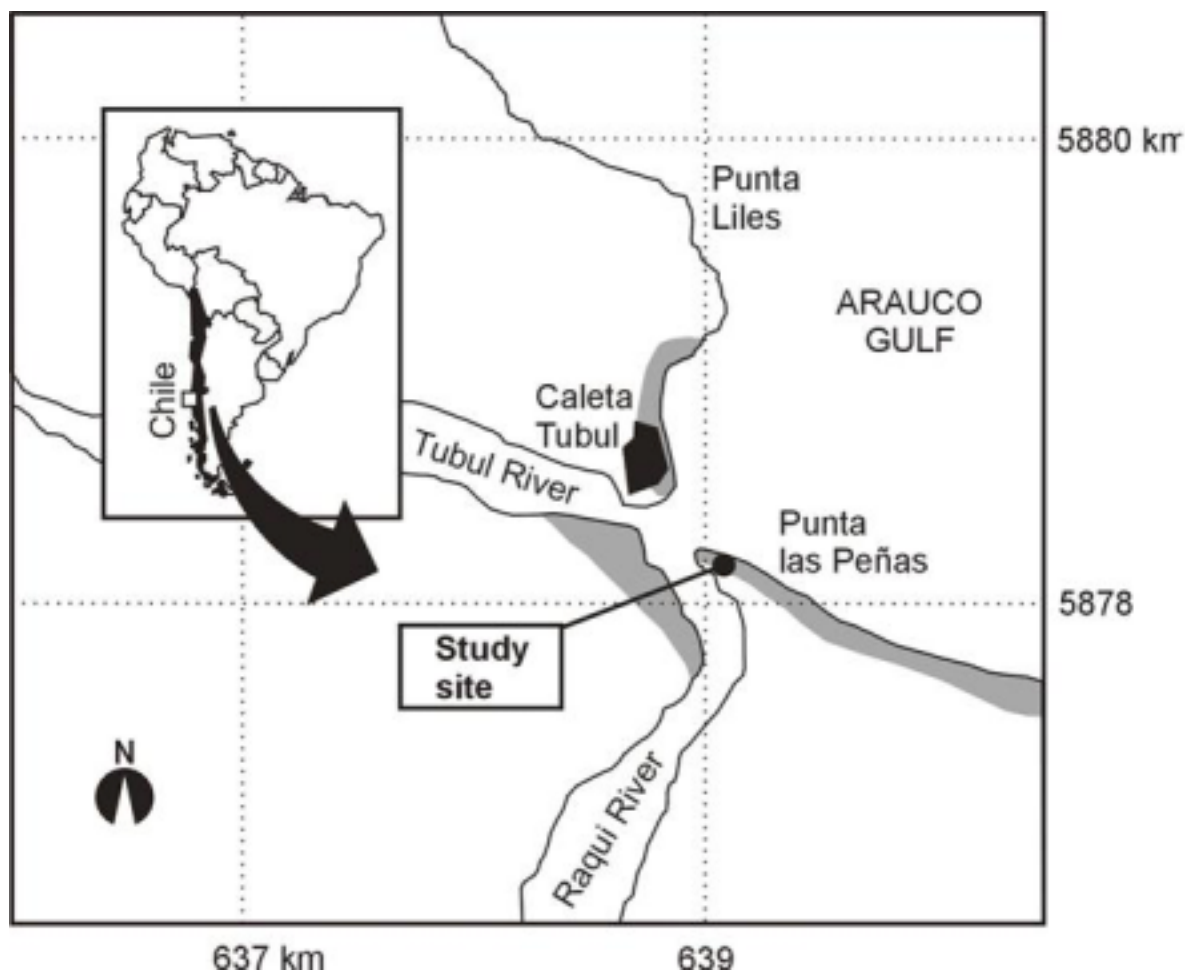 5880 km
Punta
Liles
ARAUCO
GULF
Chile
Caleta
Tubul
Tubul River
Punta
las Peñas
5878
Study
site
N
Raqui River
637 km
639